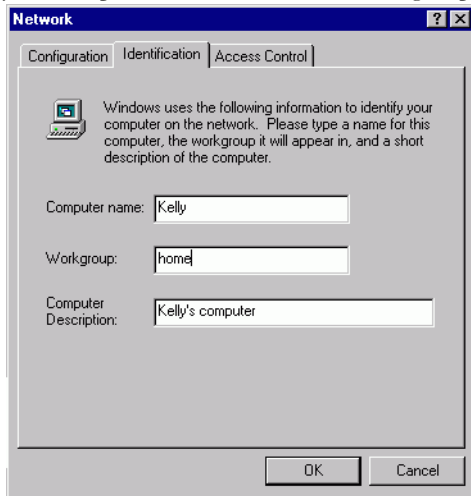 Network
Configuration Identification Access Control
Windows uses the following information to identify your
computer on the network. Please type a name for this
computer, the workgroup it will appear in, and a short
description of the computer.
Computer name: Kelly
Workgroup: home
Computer
Description: Kelly's computer
OK Cancel